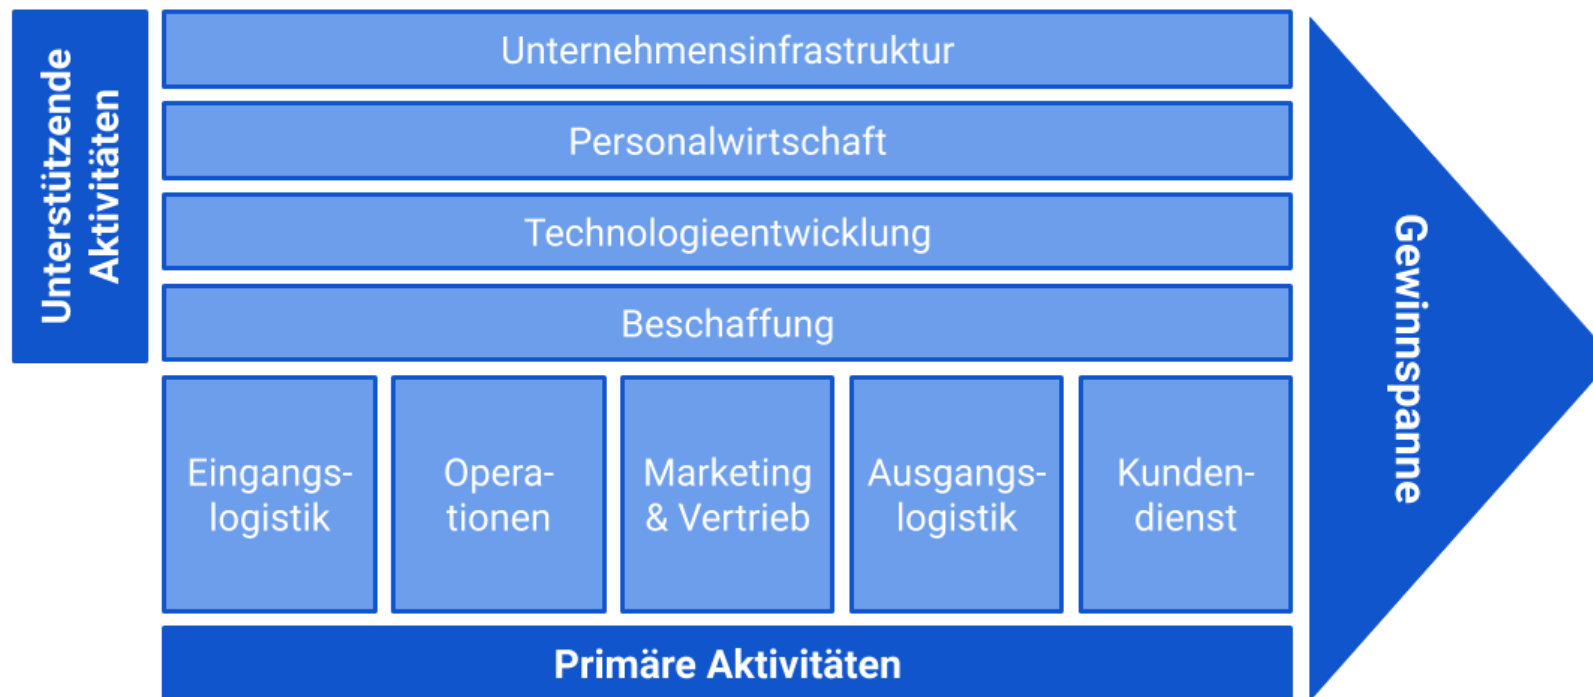 Unterstützende
Aktivitäten
Unternehmensinfrastruktur
Personalwirtschaft
Technologieentwicklung
Beschaffung
Eingangs-
logistik
Opera-
tionen
Marketing
& Vertrieb
Ausgangs-
logistik
Kunden-
dienst
Primäre Aktivitäten
Gewinnspanne